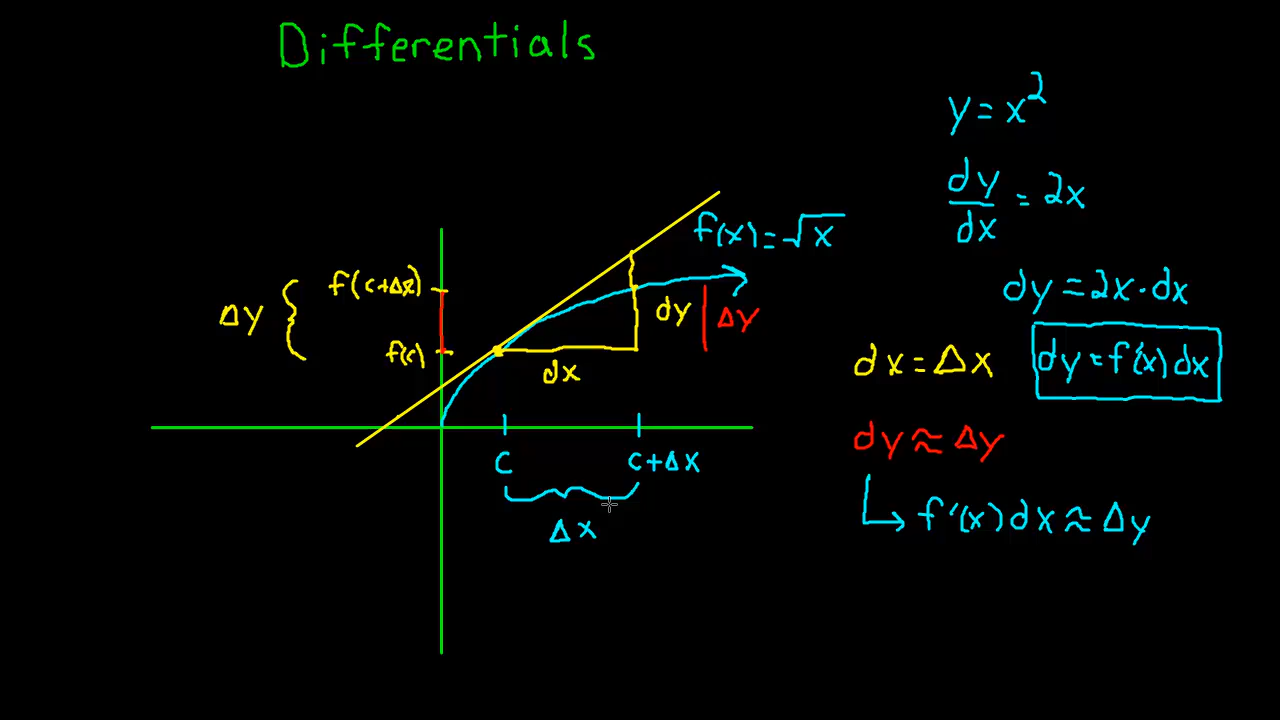 Differentials
y = x²
dy/dx = 2x
f(x) = √x
f(c+Δx)
dy = 2x · dx
Δy
dy
Δy
f(c)
dx
dx = Δx
dy = f'(x) dx
dy ≈ Δy
c
c+Δx
Δx
f'(x) dx ≈ Δy